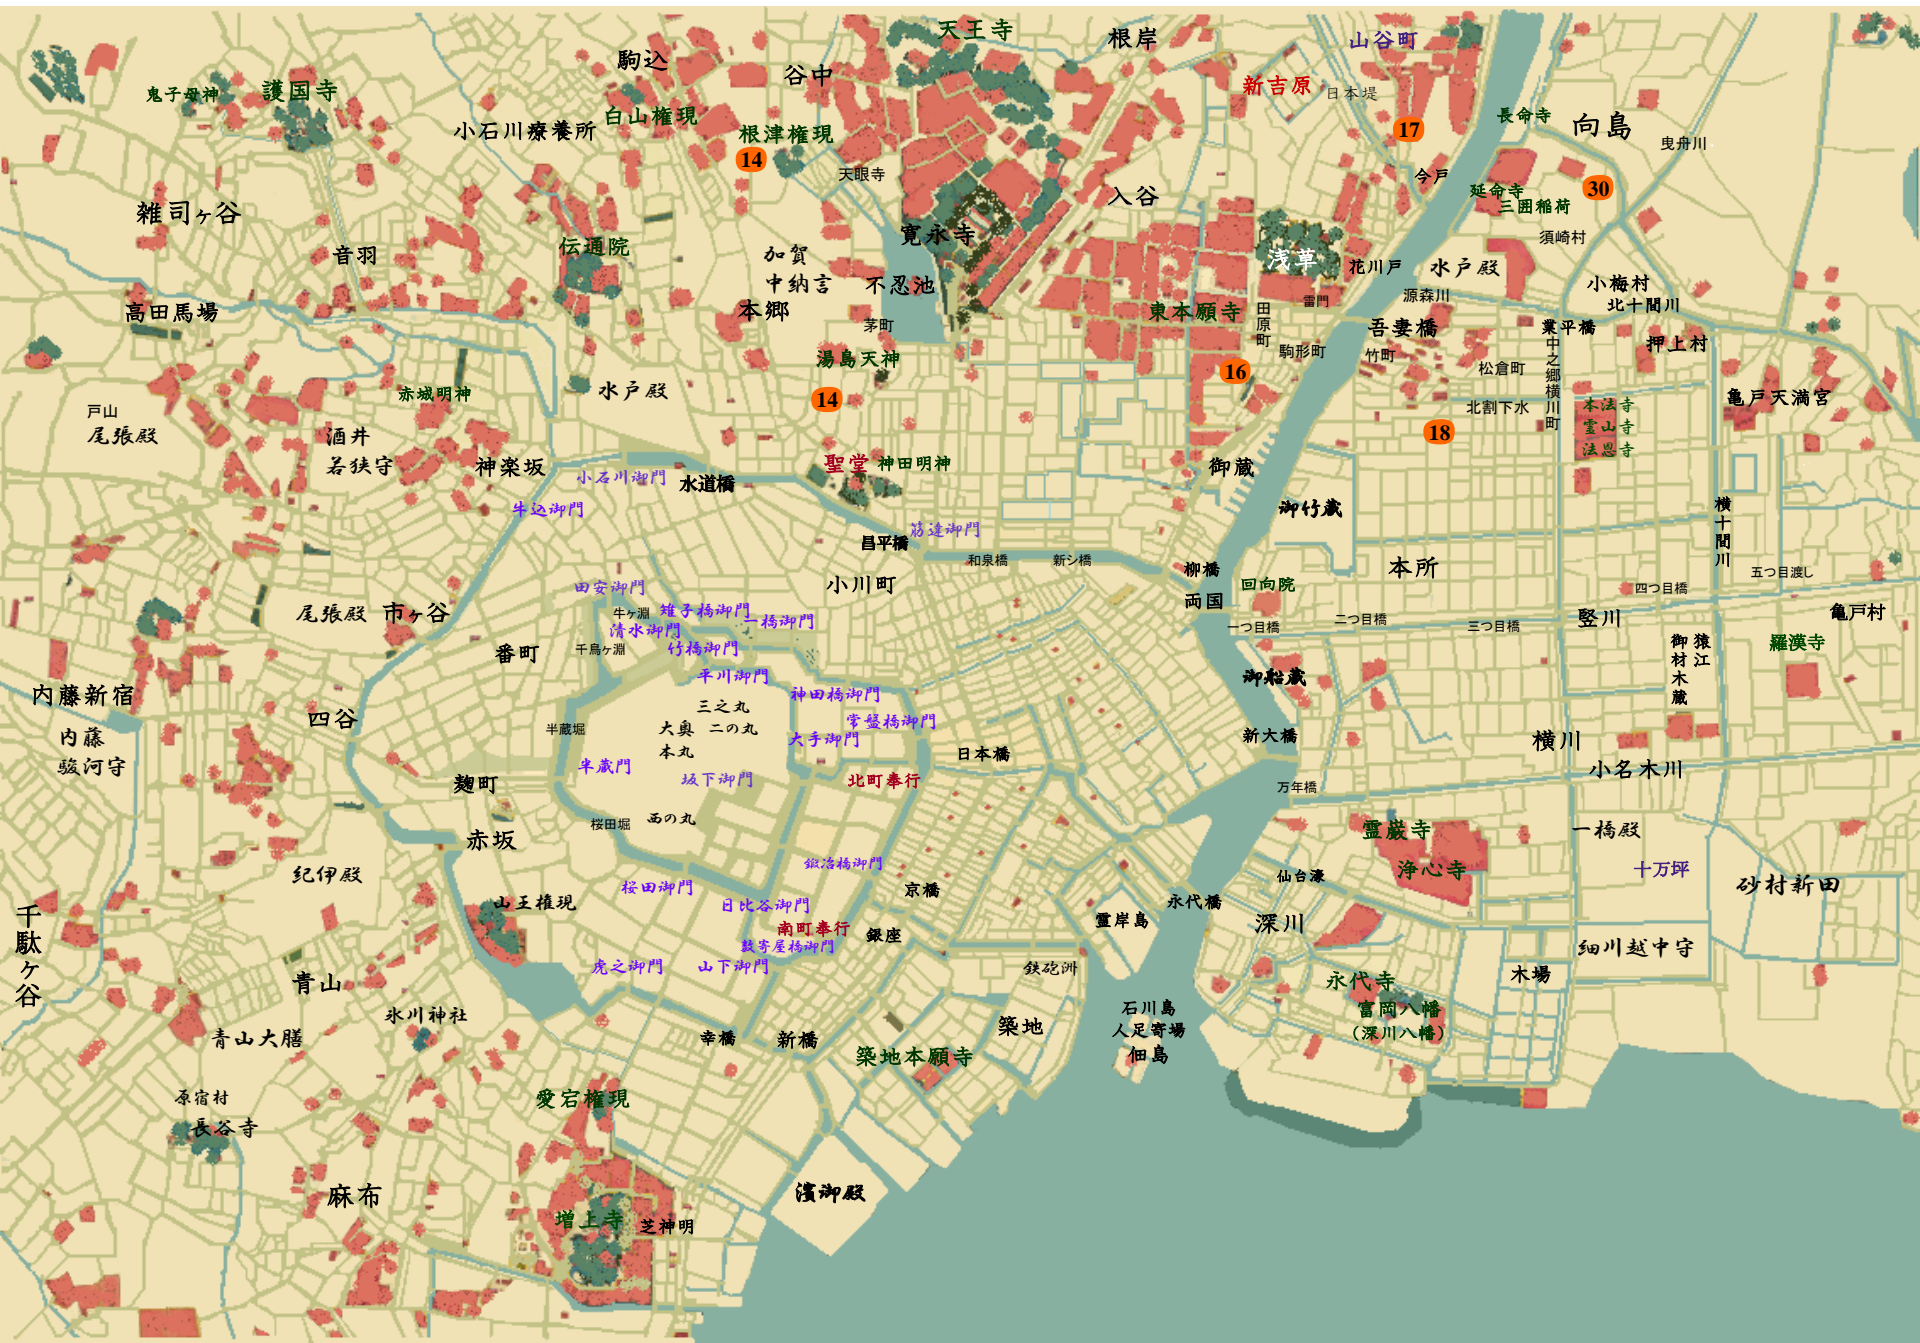 天王寺
根岸
山谷町
駒込
谷中
新吉原
日本堤
鬼子母神
護国寺
白山権現
小石川療養所
根津権現
14
17
長命寺
向島
曳舟川
天眼寺
今戸
延命寺
30
三囲稲荷
入谷
雑司ヶ谷
寛永寺
須崎村
伝通院
音羽
加賀
中納言
浅草
花川戸
水戸殿
不忍池
小梅村
源森川
北十間川
高田馬場
本郷
茅町
東本願寺
田原町
雷門
吾妻橋
業平橋
押上村
駒形町
竹町
中之郷横川町
湯島天神
16
松倉町
水戸殿
赤城明神
14
北割下水
本法寺
霊山寺
法恩寺
亀戸天満宮
戸山
尾張殿
酒井
若狭守
18
神楽坂
聖堂
神田明神
御蔵
小石川御門
水道橋
牛込御門
御竹蔵
横十間川
筋違御門
昌平橋
和泉橋
新シ橋
柳橋
本所
五つ目渡し
小川町
田安御門
回向院
四つ目橋
両国
尾張殿
市ヶ谷
牛ヶ淵
雉子橋御門
一橋御門
清水御門
一つ目橋
二つ目橋
三つ目橋
竪川
亀戸村
番町
千鳥ヶ淵
竹橋御門
猿江
御材木蔵
羅漢寺
平川御門
御船蔵
内藤新宿
神田橋御門
四谷
三之丸
常盤橋御門
半蔵堀
大奥
二の丸
大手御門
新大橋
横川
内藤
駿河守
本丸
日本橋
半蔵門
坂下御門
北町奉行
小名木川
麹町
万年橋
桜田堀
西の丸
赤坂
霊巌寺
一橋殿
鍛冶橋御門
浄心寺
十万坪
紀伊殿
桜田御門
京橋
仙台濠
砂村新田
山王権現
日比谷御門
永代橋
千駄ヶ谷
南町奉行
銀座
霊岸島
深川
数寄屋橋御門
細川越中守
虎之御門
山下御門
鉄砲洲
木場
青山
永代寺
氷川神社
石川島
人足寄場
富岡八幡
(深川八幡)
青山大膳
幸橋
新橋
築地
佃島
築地本願寺
原宿村
愛宕権現
長谷寺
麻布
濱御殿
増上寺
芝神明